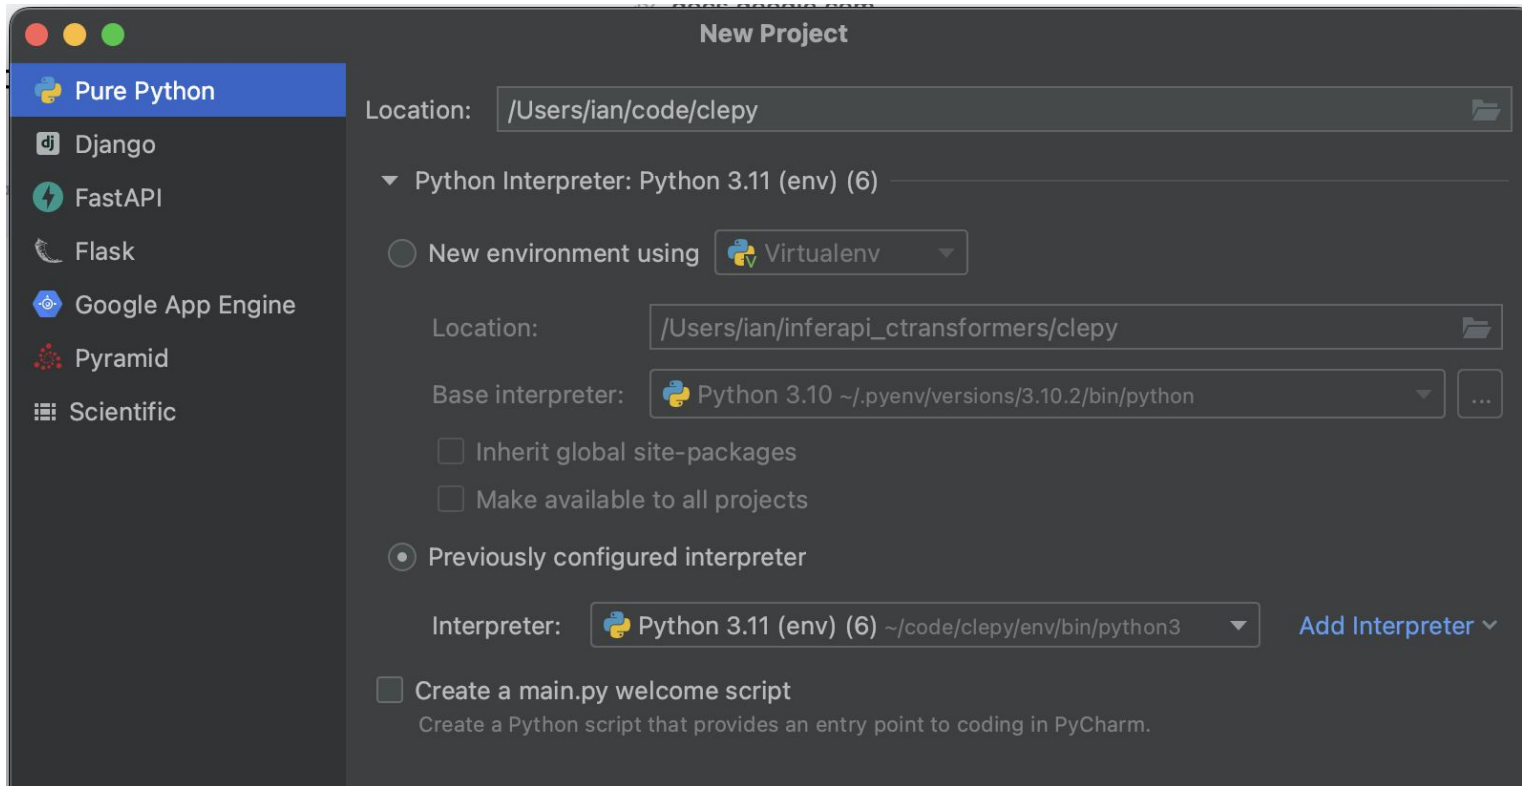 New Project
Pure Python
Django
FastAPI
Flask
Google App Engine
Pyramid
Scientific
Location: /Users/ian/code/clepy
Python Interpreter: Python 3.11 (env) (6)
New environment using Virtualenv
Location: /Users/ian/inferapi_ctransformers/clepy
Base interpreter: Python 3.10 ~/.pyenv/versions/3.10.2/bin/python ...
Inherit global site-packages
Make available to all projects
Previously configured interpreter
Interpreter: Python 3.11 (env) (6) ~/code/clepy/env/bin/python3 Add Interpreter
Create a main.py welcome script
Create a Python script that provides an entry point to coding in PyCharm.